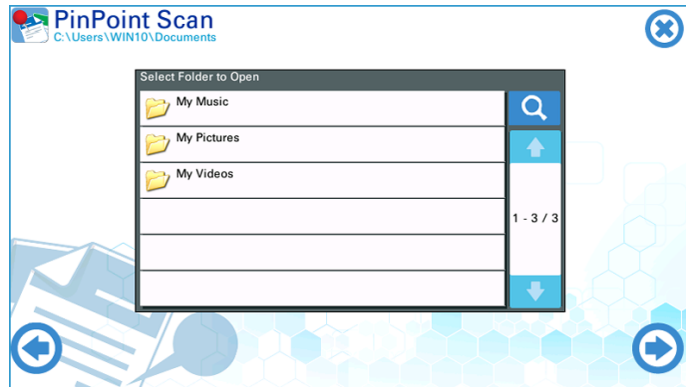 PinPoint Scan
C:\Users\WIN10\Documents
Select Folder to Open
My Music
My Pictures
My Videos
1 - 3 / 3